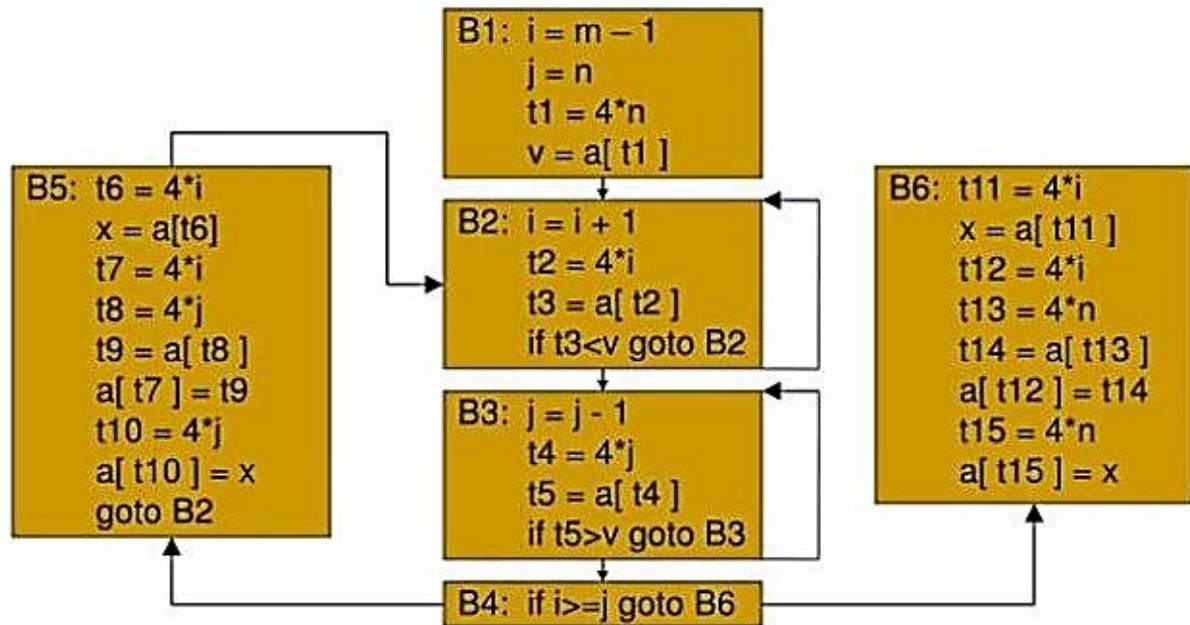 B1: i = m – 1
j = n
t1 = 4*n
v = a[ t1 ]
B2: i = i + 1
t2 = 4*i
t3 = a[ t2 ]
if t3<v goto B2
B3: j = j - 1
t4 = 4*j
t5 = a[ t4 ]
if t5>v goto B3
B4: if i>=j goto B6
B5: t6 = 4*i
x = a[t6]
t7 = 4*i
t8 = 4*j
t9 = a[ t8 ]
a[ t7 ] = t9
t10 = 4*j
a[ t10 ] = x
goto B2
B6: t11 = 4*i
x = a[ t11 ]
t12 = 4*i
t13 = 4*n
t14 = a[ t13 ]
a[ t12 ] = t14
t15 = 4*n
a[ t15 ] = x